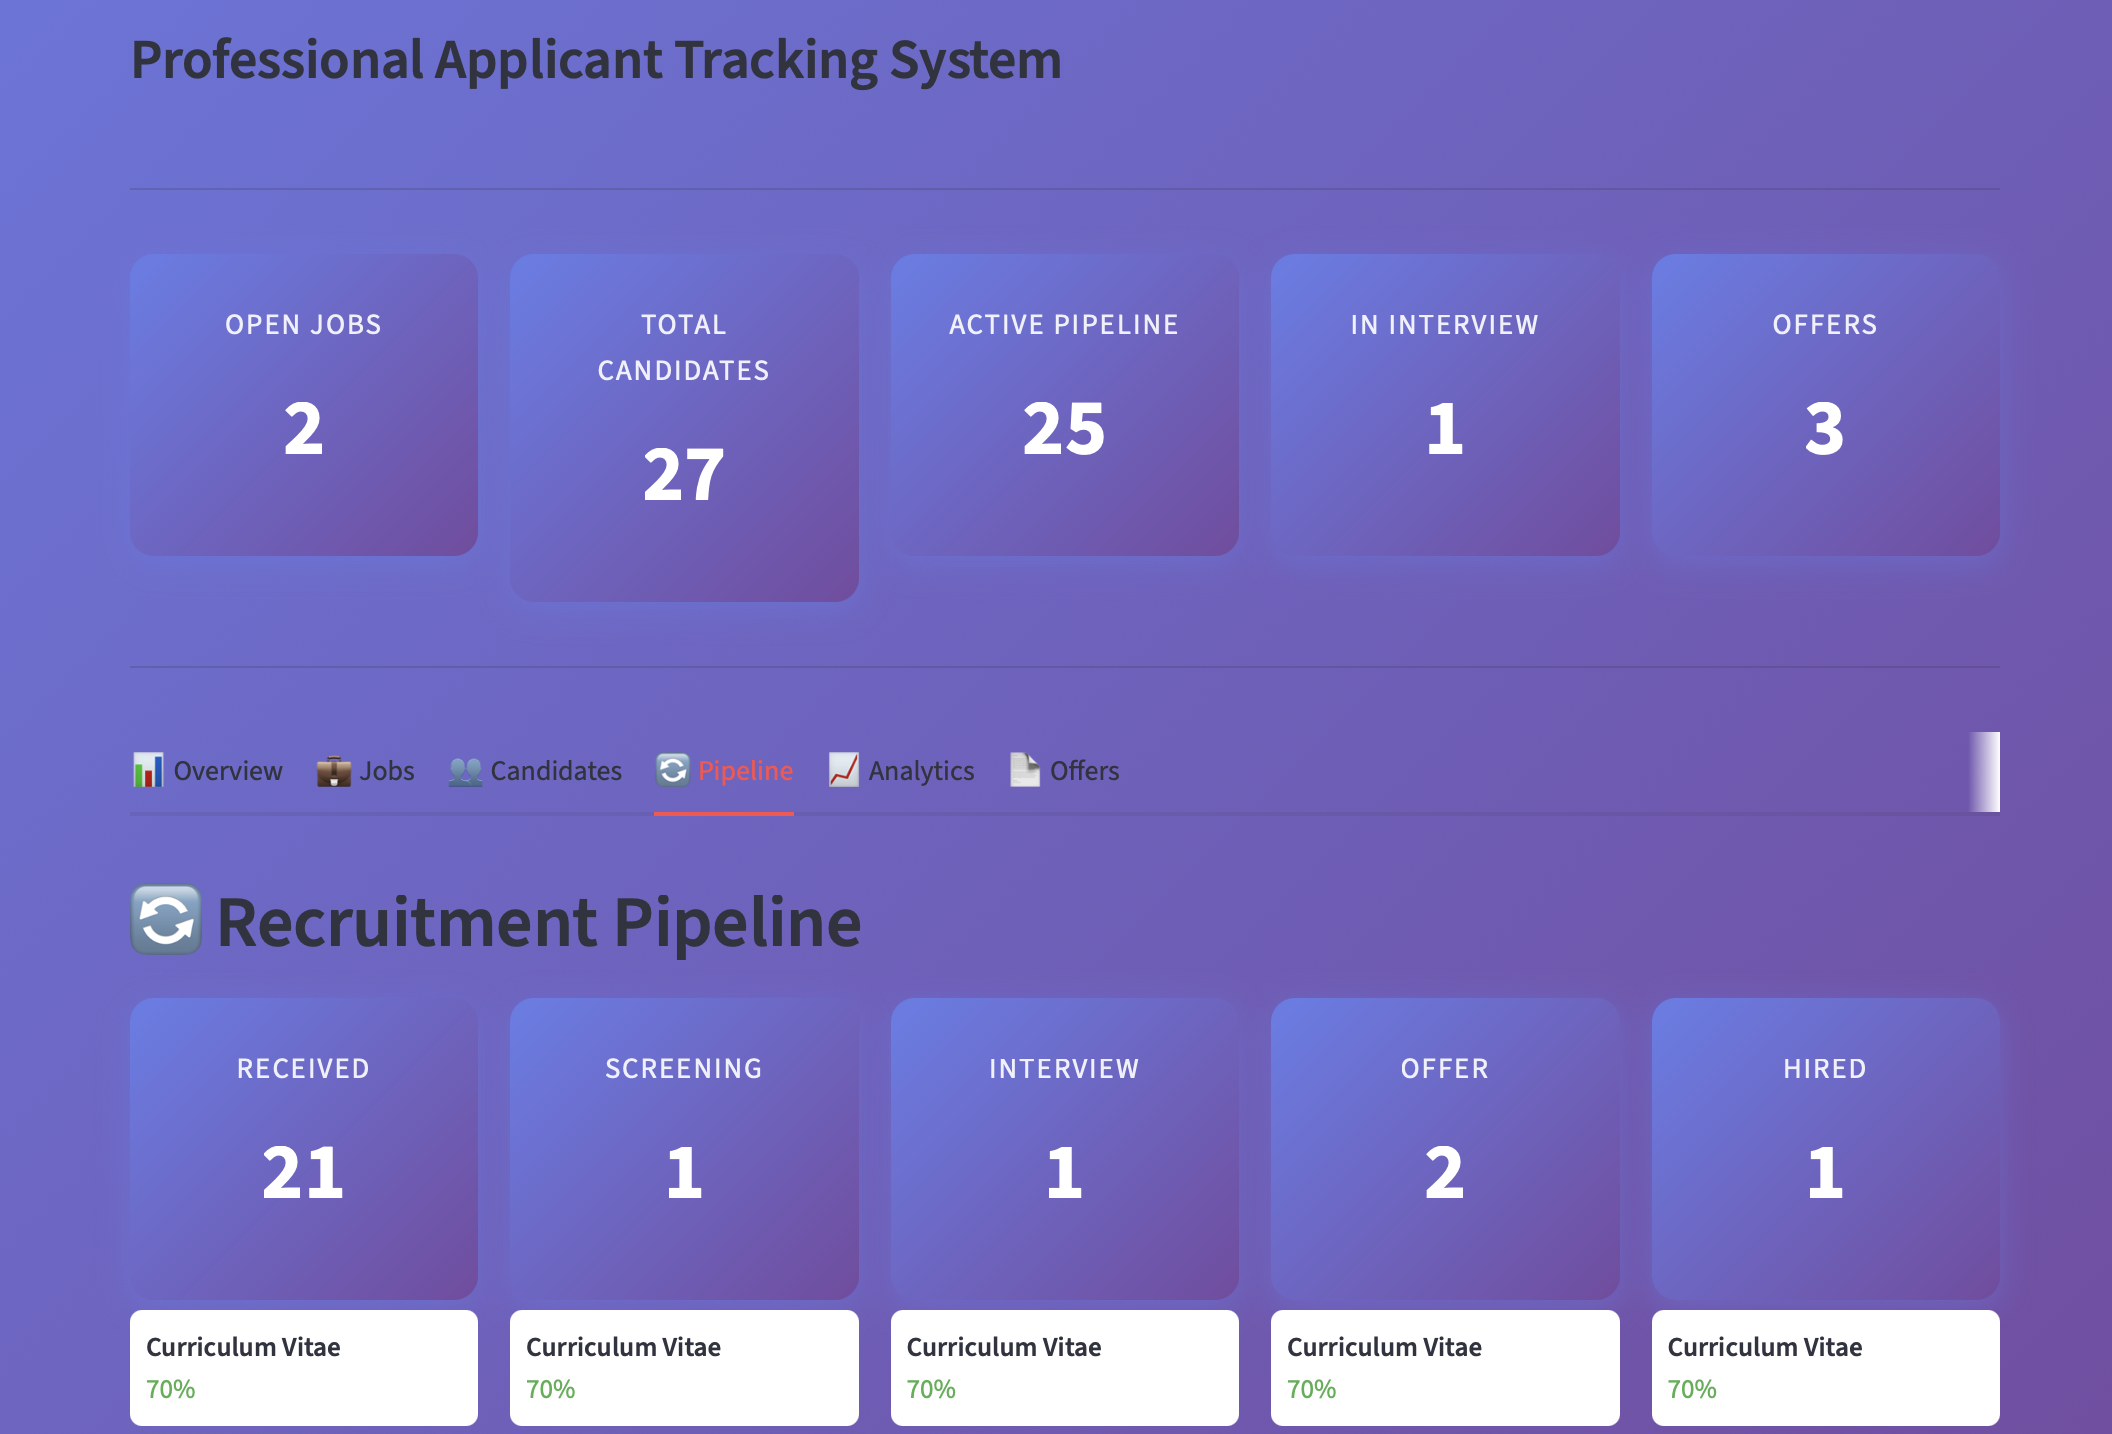 Professional Applicant Tracking System
OPEN JOBS
2
TOTAL
CANDIDATES
27
ACTIVE PIPELINE
25
IN INTERVIEW
1
OFFERS
3
Overview
Jobs
Candidates
Pipeline
Analytics
Offers
Recruitment Pipeline
RECEIVED
21
SCREENING
1
INTERVIEW
1
OFFER
2
HIRED
1
Curriculum Vitae
70%
Curriculum Vitae
70%
Curriculum Vitae
70%
Curriculum Vitae
70%
Curriculum Vitae
70%